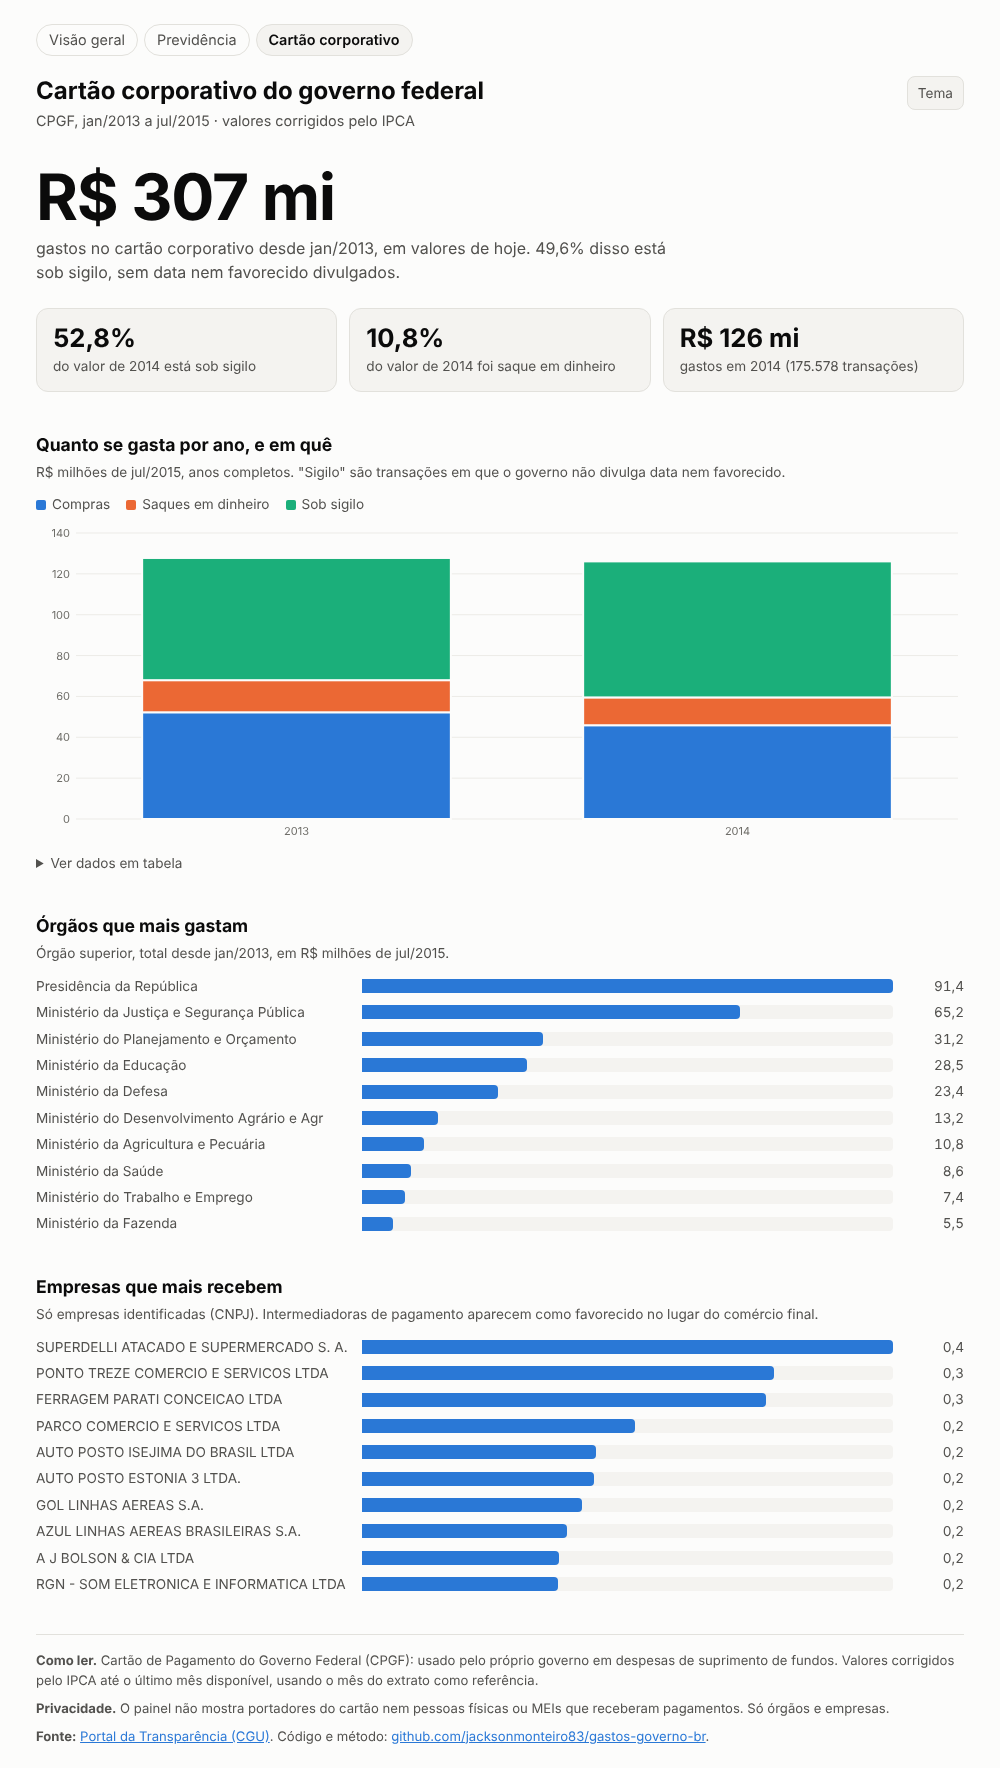 Visão geral
Previdência
Cartão corporativo
Cartão corporativo do governo federal
Tema
CPGF, jan/2013 a jul/2015 · valores corrigidos pelo IPCA
R$ 307 mi
gastos no cartão corporativo desde jan/2013, em valores de hoje. 49,6% disso está
sob sigilo, sem data nem favorecido divulgados.
52,8%
do valor de 2014 está sob sigilo
10,8%
do valor de 2014 foi saque em dinheiro
R$ 126 mi
gastos em 2014 (175.578 transações)
Quanto se gasta por ano, e em quê
R$ milhões de jul/2015, anos completos. "Sigilo" são transações em que o governo não divulga data nem favorecido.
Compras
Saques em dinheiro
Sob sigilo
140
120
100
80
60
40
20
0
2013
2014
Ver dados em tabela
Órgãos que mais gastam
Órgão superior, total desde jan/2013, em R$ milhões de jul/2015.
Presidência da República 91,4
Ministério da Justiça e Segurança Pública 65,2
Ministério do Planejamento e Orçamento 31,2
Ministério da Educação 28,5
Ministério da Defesa 23,4
Ministério do Desenvolvimento Agrário e Agr 13,2
Ministério da Agricultura e Pecuária 10,8
Ministério da Saúde 8,6
Ministério do Trabalho e Emprego 7,4
Ministério da Fazenda 5,5
Empresas que mais recebem
Só empresas identificadas (CNPJ). Intermediadoras de pagamento aparecem como favorecido no lugar do comércio final.
SUPERDELLI ATACADO E SUPERMERCADO S. A. 0,4
PONTO TREZE COMERCIO E SERVICOS LTDA 0,3
FERRAGEM PARATI CONCEICAO LTDA 0,3
PARCO COMERCIO E SERVICOS LTDA 0,2
AUTO POSTO ISEJIMA DO BRASIL LTDA 0,2
AUTO POSTO ESTONIA 3 LTDA. 0,2
GOL LINHAS AEREAS S.A. 0,2
AZUL LINHAS AEREAS BRASILEIRAS S.A. 0,2
A J BOLSON & CIA LTDA 0,2
RGN - SOM ELETRONICA E INFORMATICA LTDA 0,2
Como ler. Cartão de Pagamento do Governo Federal (CPGF): usado pelo próprio governo em despesas de suprimento de fundos. Valores corrigidos
pelo IPCA até o último mês disponível, usando o mês do extrato como referência.
Privacidade. O painel não mostra portadores do cartão nem pessoas físicas ou MEIs que receberam pagamentos. Só órgãos e empresas.
Fonte: Portal da Transparência (CGU). Código e método: github.com/jacksonmonteiro83/gastos-governo-br.